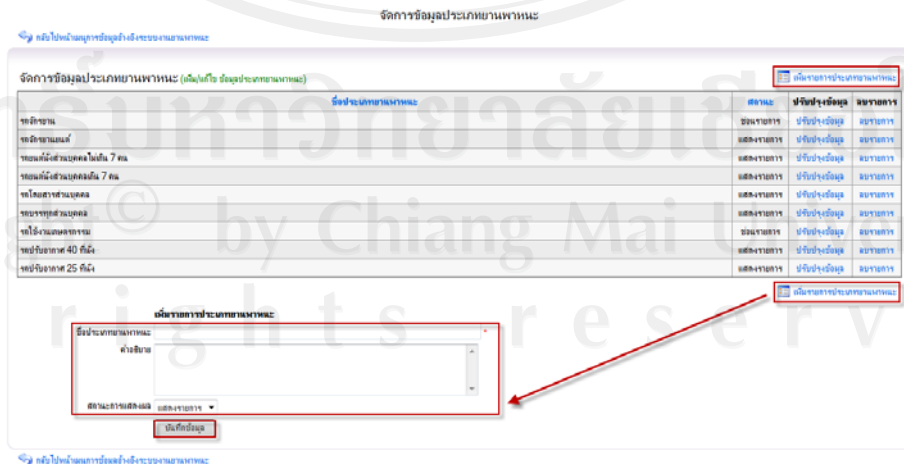 จัดการข้อมูลประเภทยานพาหนะ
กลับไปหน้าเมนูการข้อมูลอ้างอิงระบบงานยานพาหนะ
จัดการข้อมูลประเภทยานพาหนะ (เพิ่ม/แก้ไข ข้อมูลประเภทยานพาหนะ)
เพิ่มรายการประเภทยานพาหนะ
ชื่อประเภทยานพาหนะ สถานะ ปรับปรุงข้อมูล ลบรายการ
รถจักรยาน ซ่อนรายการ ปรับปรุงข้อมูล ลบรายการ
รถจักรยานยนต์ แสดงรายการ ปรับปรุงข้อมูล ลบรายการ
รถยนต์นั่งส่วนบุคคลไม่เกิน 7 คน แสดงรายการ ปรับปรุงข้อมูล ลบรายการ
รถยนต์นั่งส่วนบุคคลเกิน 7 คน แสดงรายการ ปรับปรุงข้อมูล ลบรายการ
รถโดยสารส่วนบุคคล แสดงรายการ ปรับปรุงข้อมูล ลบรายการ
รถบรรทุกส่วนบุคคล แสดงรายการ ปรับปรุงข้อมูล ลบรายการ
รถใช้งานเกษตรกรรม ซ่อนรายการ ปรับปรุงข้อมูล ลบรายการ
รถปรับอากาศ 40 ที่นั่ง แสดงรายการ ปรับปรุงข้อมูล ลบรายการ
รถปรับอากาศ 25 ที่นั่ง แสดงรายการ ปรับปรุงข้อมูล ลบรายการ
เพิ่มรายการประเภทยานพาหนะ
เพิ่มรายการประเภทยานพาหนะ
ชื่อประเภทยานพาหนะ *
คำอธิบาย
สถานะการแสดงผล แสดงรายการ
บันทึกข้อมูล
กลับไปหน้าเมนูการข้อมูลอ้างอิงระบบงานยานพาหนะ
by Chiang Mai
rights